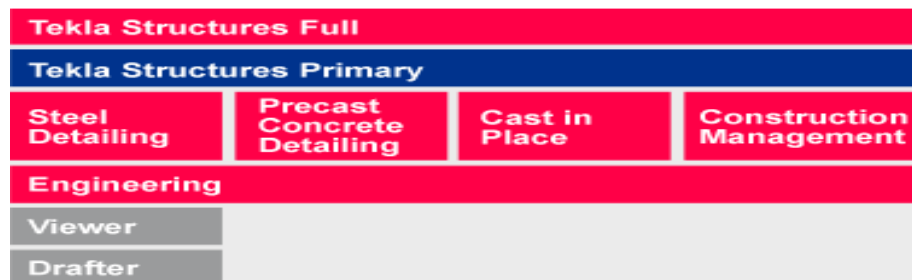 Tekla Structures Full
Tekla Structures Primary
Steel
Detailing
Precast
Concrete
Detailing
Cast in
Place
Construction
Management
Engineering
Viewer
Drafter